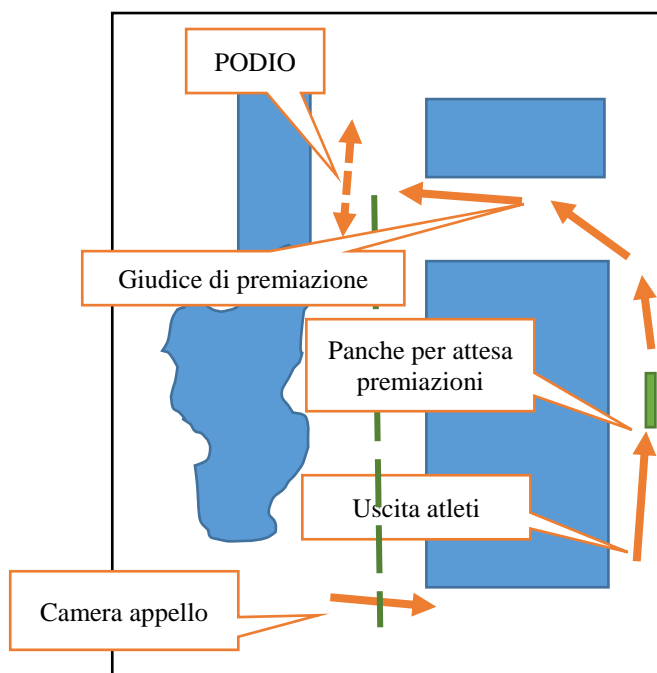 PODIO
Giudice di premiazione
Panche per attesa
premiazioni
Uscita atleti
Camera appello